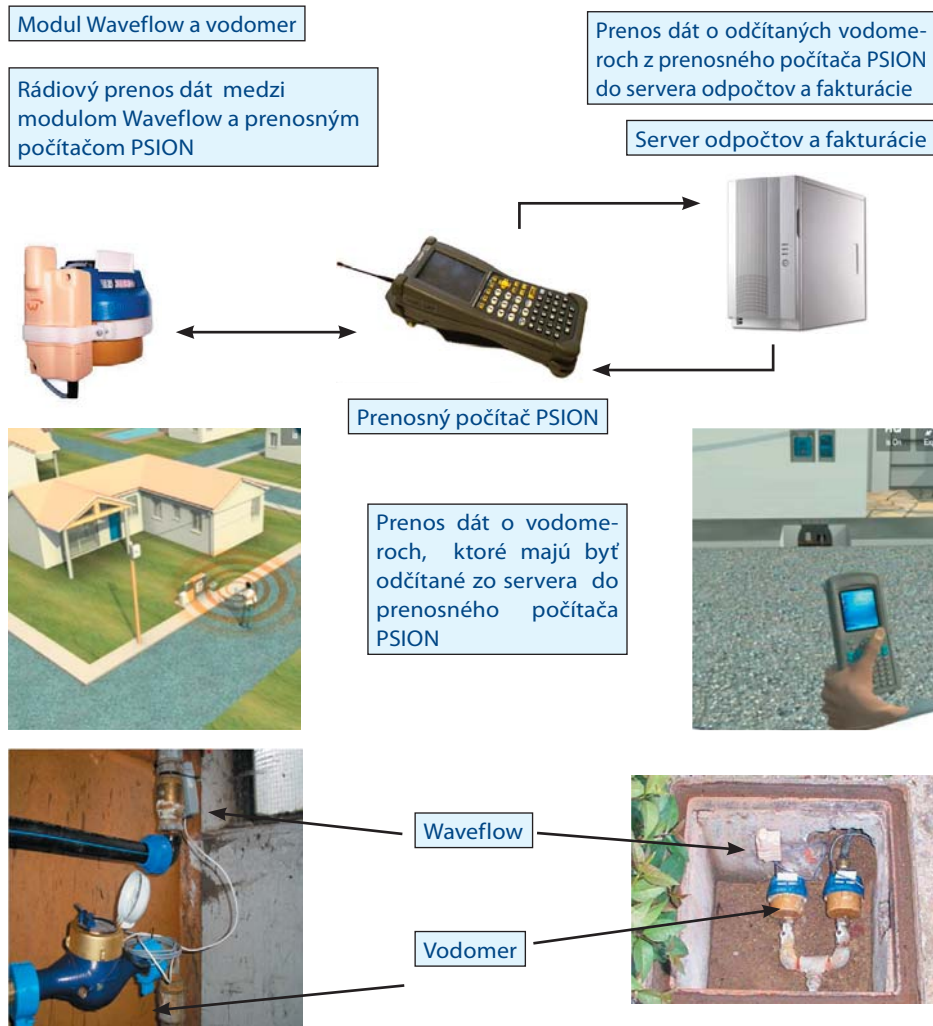 Modul Waveflow a vodomer
Prenos dát o odčítaných vodome-
roch z prenosného počítača PSION
do servera odpočtov a fakturácie
Rádiový prenos dát medzi
modulom Waveflow a prenosným
počítačom PSION
Server odpočtov a fakturácie
Prenosný počítač PSION
Prenos dát o vodome-
roch, ktoré majú byť
odčítané zo servera do
prenosného počítača
PSION
Waveflow
Vodomer